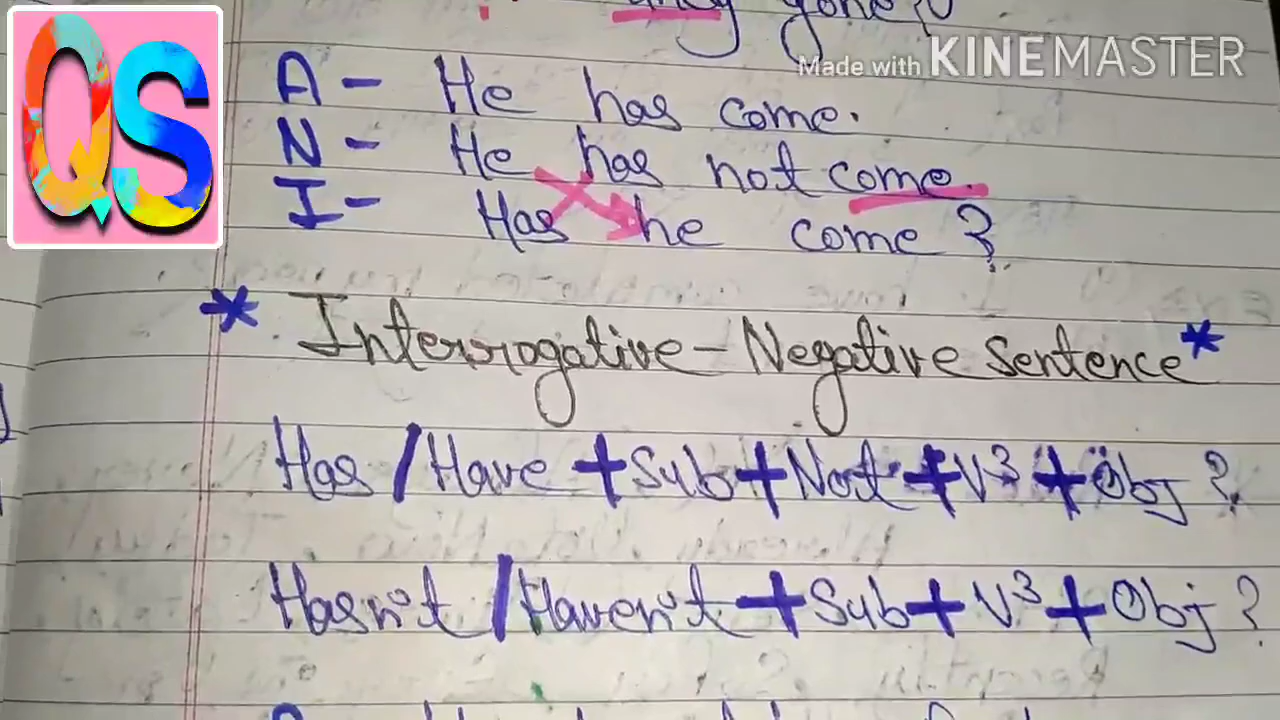 QS
gone?
Made with KINEMASTER
A - He has come.
N - He has not come.
I - Has he come?
* Interrogative - Negative Sentence *
Has / Have + Sub + Not + V3 + Obj ?
Hasn't / Haven't + Sub + V3 + Obj ?